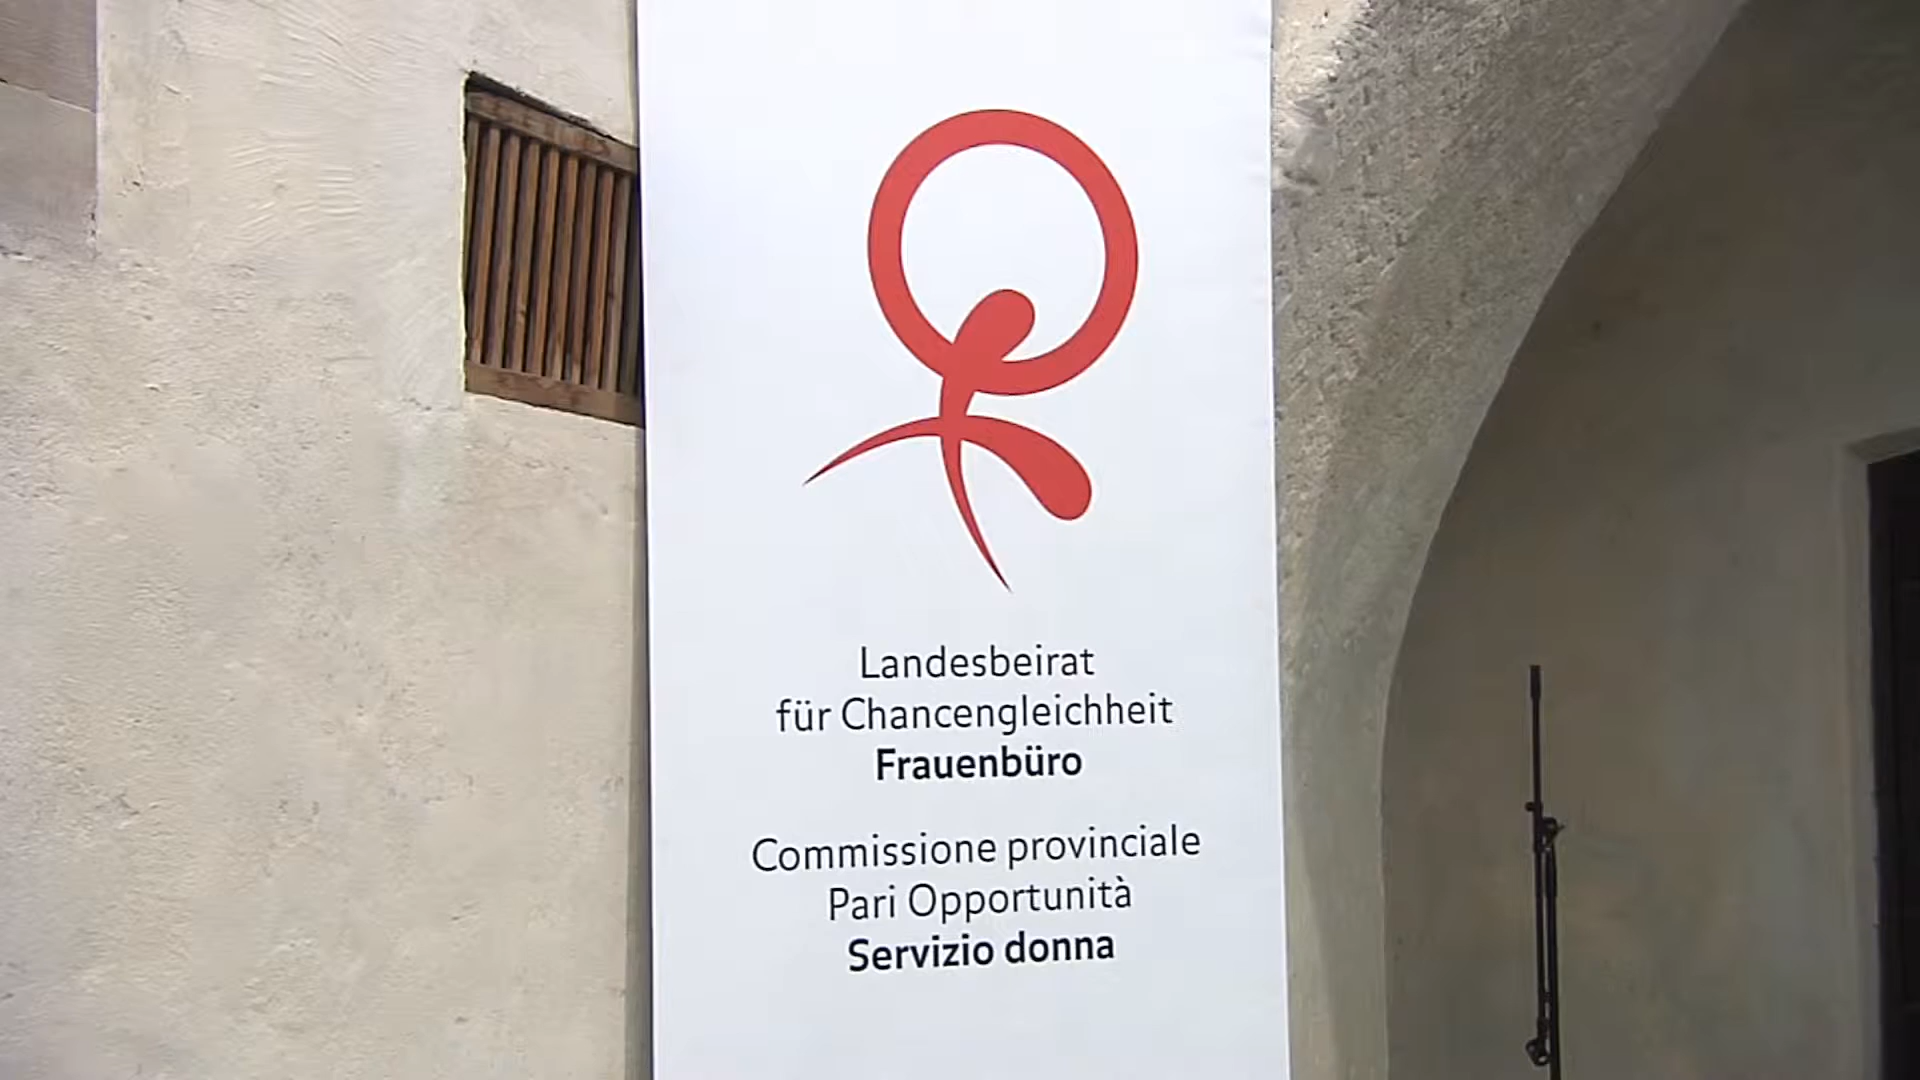 Landesbeirat
für Chancengleichheit
Frauenbüro
Commissione provinciale
Pari Opportunità
Servizio donna